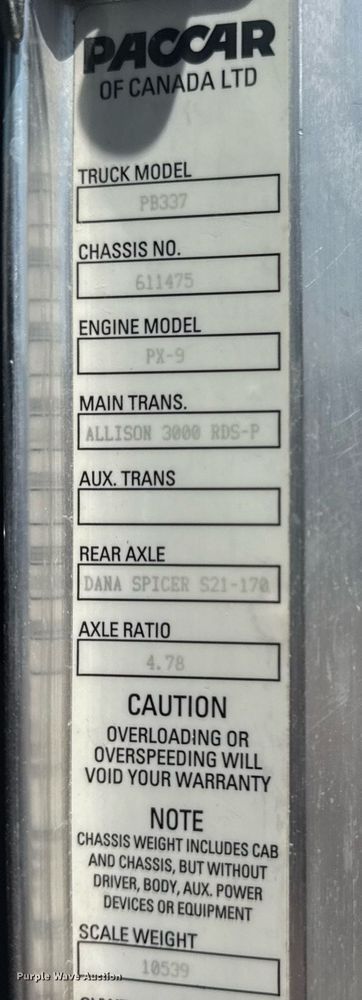 PACCAR
OF CANADA LTD
TRUCK MODEL
PB337
CHASSIS NO.
611475
ENGINE MODEL
PX-9
MAIN TRANS.
ALLISON 3000 RDS-P
AUX. TRANS
REAR AXLE
DANA SPICER S21-170
AXLE RATIO
4.78
CAUTION
OVERLOADING OR
OVERSPEEDING WILL
VOID YOUR WARRANTY
NOTE
CHASSIS WEIGHT INCLUDES CAB
AND CHASSIS, BUT WITHOUT
DRIVER, BODY, AUX. POWER
DEVICES OR EQUIPMENT
SCALE WEIGHT
10539
Purple Wave Auction